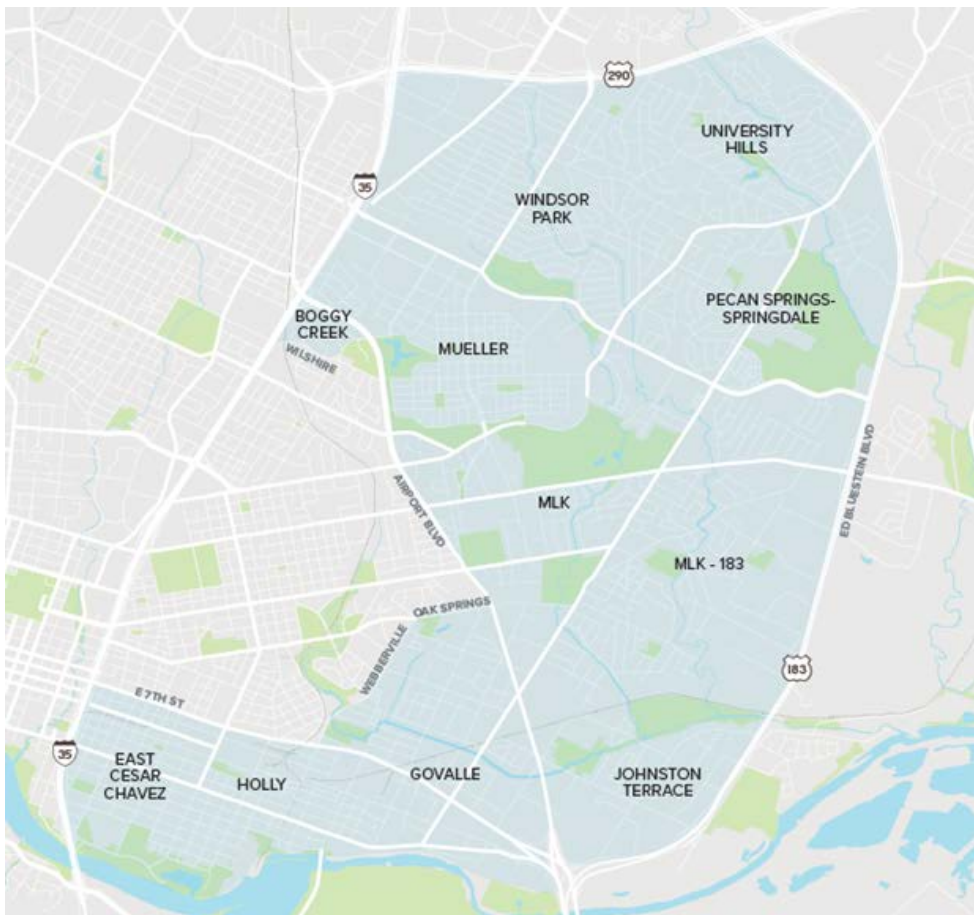 290
UNIVERSITY
HILLS
35
WINDSOR
PARK
PECAN SPRINGS-
SPRINGDALE
BOGGY
CREEK
MUELLER
WILSHIRE
AIRPORT BLVD
ED BLUESTEIN BLVD
MLK
MLK - 183
OAK SPRINGS
WEBBERVILLE
183
E 7TH ST
35
EAST
CESAR
CHAVEZ
HOLLY
GOVALLE
JOHNSTON
TERRACE